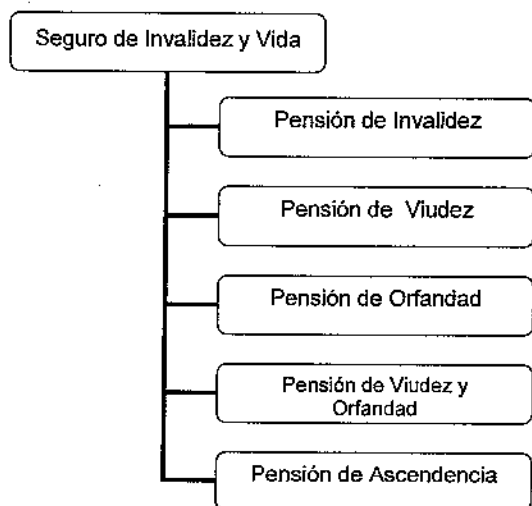 Seguro de Invalidez y Vida
Pensión de Invalidez
Pensión de Viudez
Pensión de Orfandad
Pensión de Viudez y
Orfandad
Pensión de Ascendencia